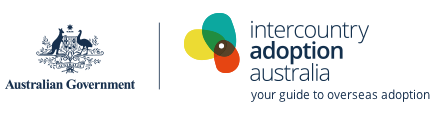 Australian Government
intercountry
adoption
australia
your guide to overseas adoption